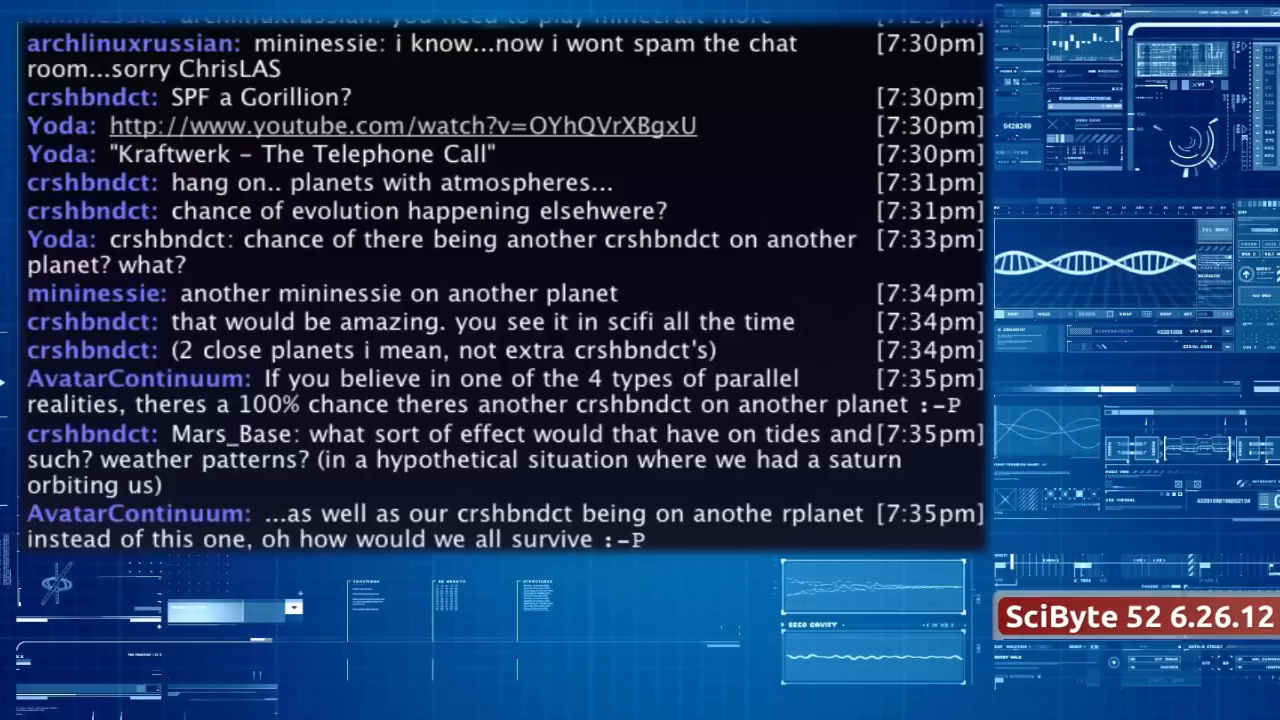 archlinuxrussian: mininessie: i know...now i wont spam the chat [7:30pm]
room...sorry ChrisLAS
crshbndct: SPF a Gorillon? [7:30pm]
Yoda: http://www.youtube.com/watch?v=OYhOVrXBgxU [7:30pm]
Yoda: "Kraftwerk - The Telephone Call" [7:30pm]
crshbndct: hang on.. planets with atmospheres... [7:31pm]
crshbndct: chance of evolution happening elsehwere? [7:31pm]
Yoda: crshbndct: chance of there being another crshbndct on another [7:33pm]
planet? what?
mininessie: another mininessie on another planet [7:34pm]
crshbndct: that would be amazing. you see it in scifi all the time [7:34pm]
crshbndct: (2 close planets i mean, not extra crshbndct's) [7:34pm]
AvatarContinuum: If you believe in one of the 4 types of parallel [7:35pm]
realities, theres a 100% chance theres another crshbndct on another planet :-P
crshbndct: Mars_Base: what sort of effect would that have on tides and [7:35pm]
such? weather patterns? (in a hypothetical situation where we had a saturn
orbiting us)
AvatarContinuum: ...as well as our crshbndct being on anothe rplanet [7:35pm]
instead of this one, oh how would we all survive :-P
SciByte 52 6.26.12